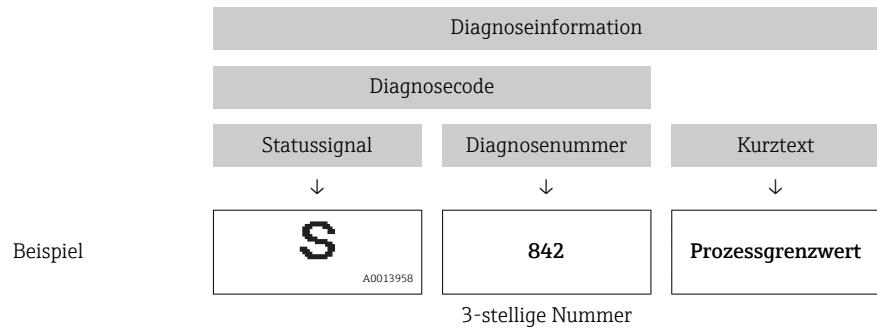 Diagnoseinformation
Diagnosecode
Statussignal Diagnosenummer Kurztext
↓ ↓ ↓
Beispiel S 842 Prozessgrenzwert
A0013958
3-stellige Nummer